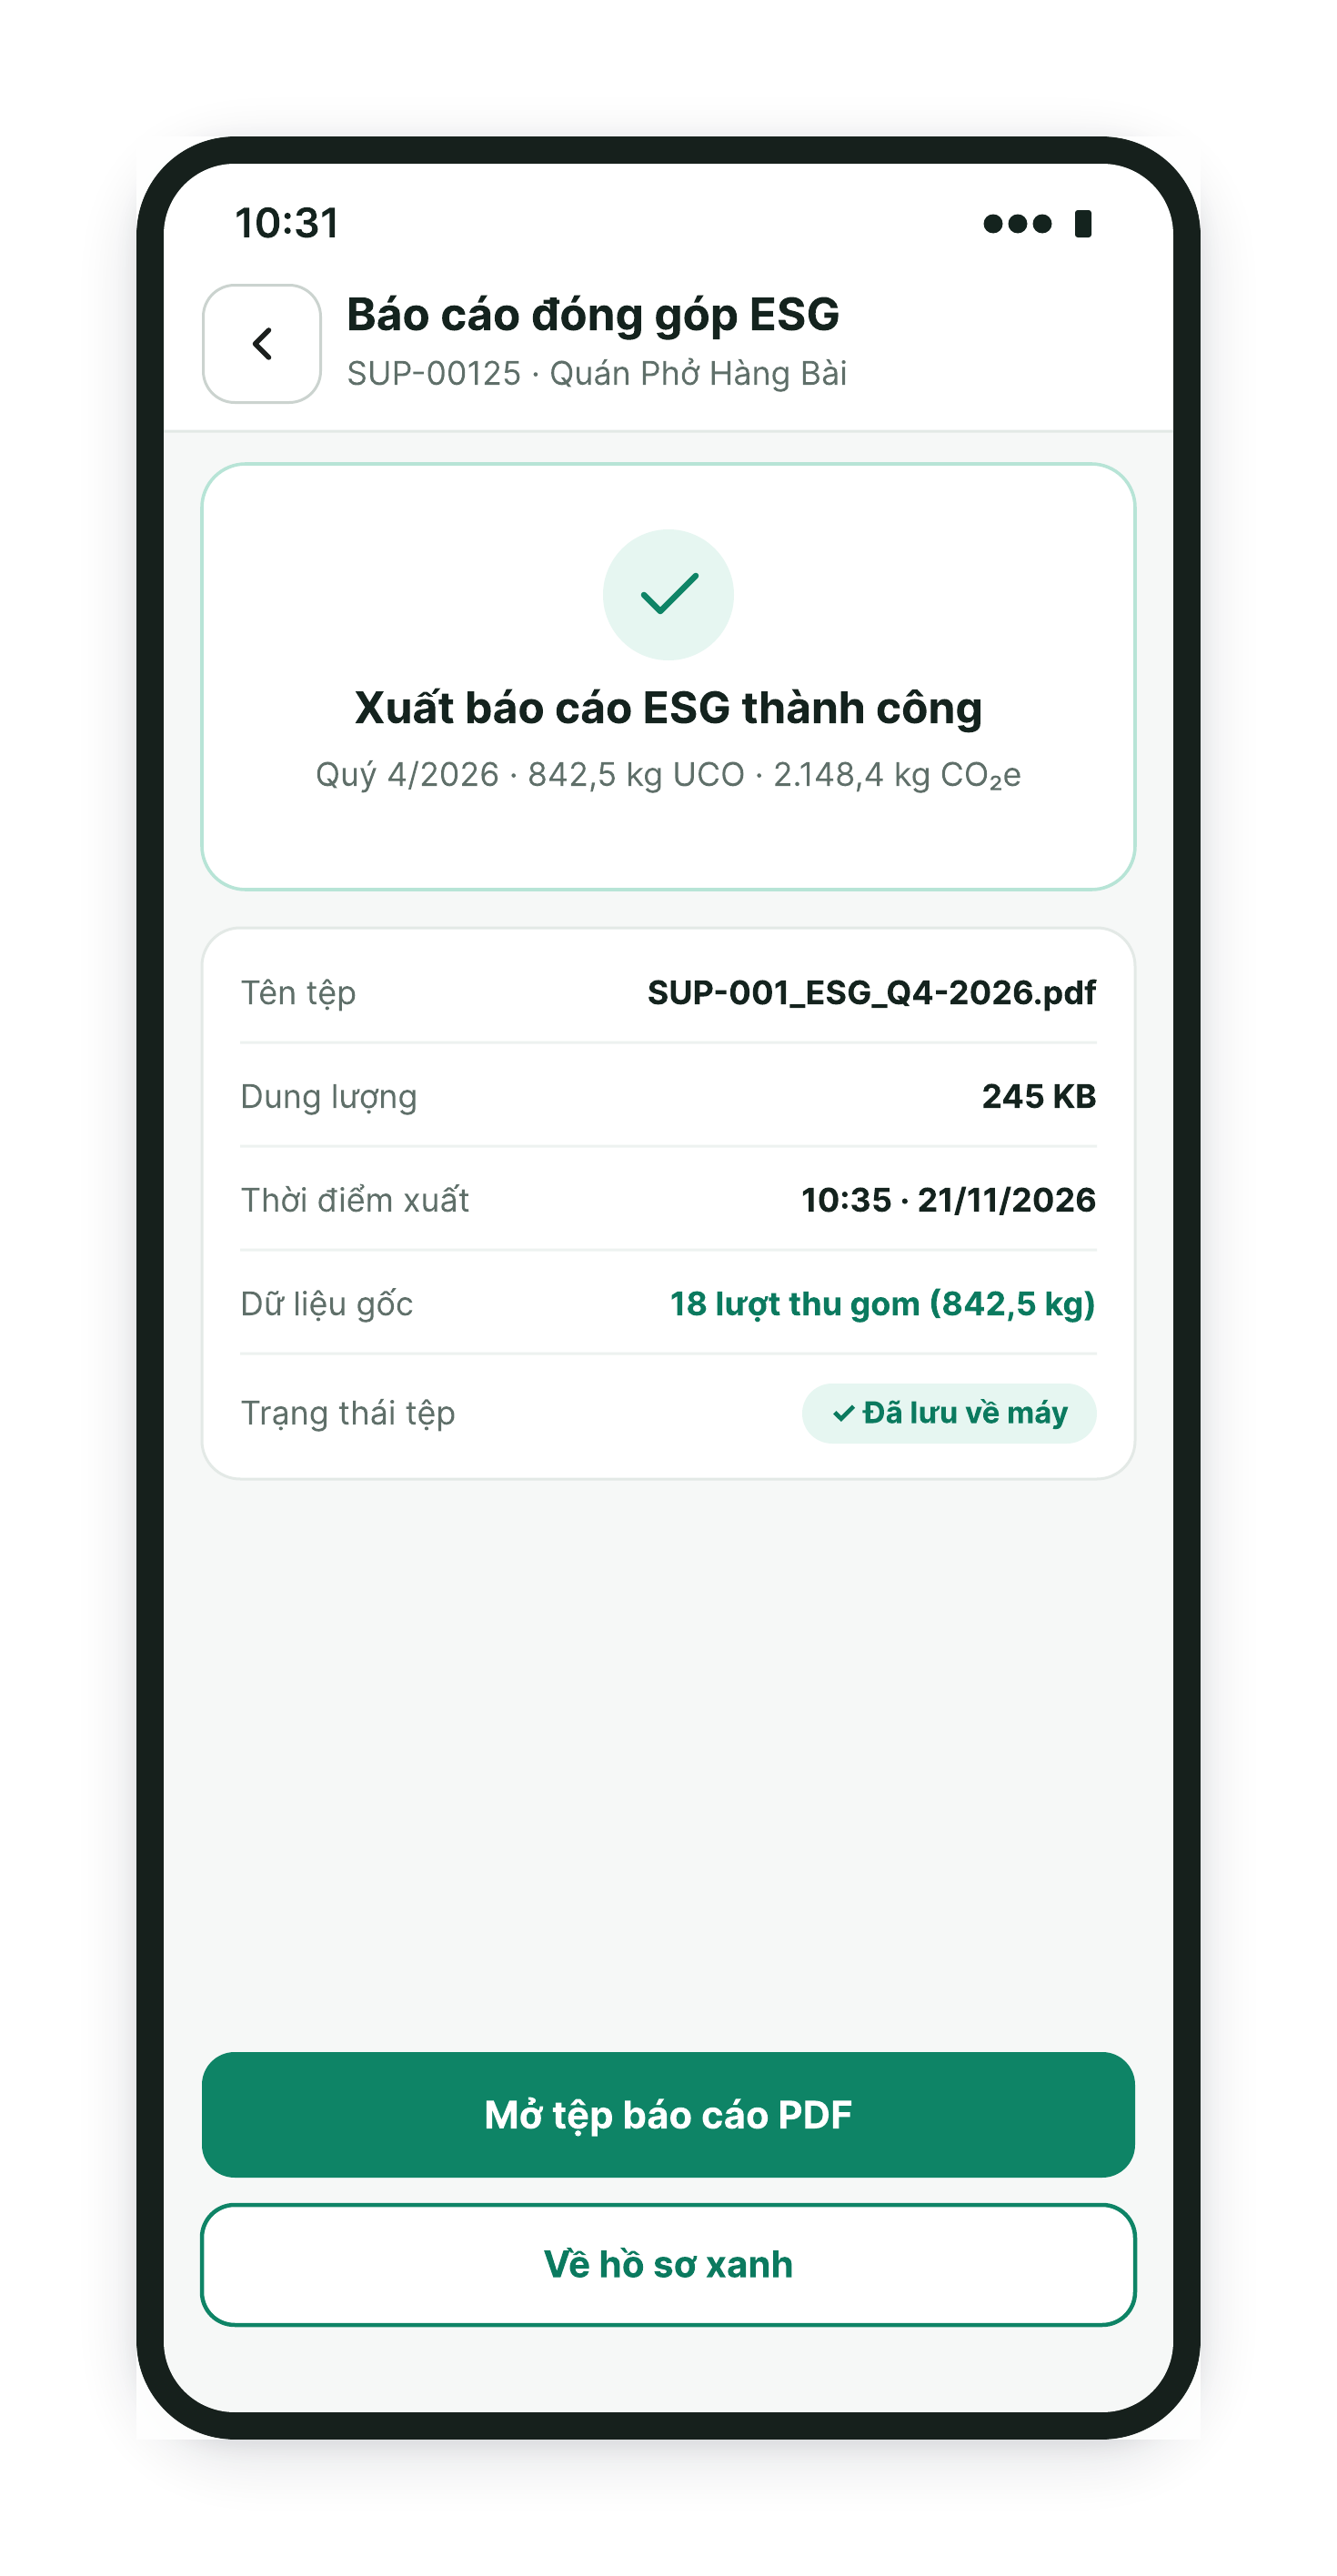 10:31
Báo cáo đóng góp ESG
SUP-00125 · Quán Phở Hàng Bài
Xuất báo cáo ESG thành công
Quý 4/2026 · 842,5 kg UCO · 2.148,4 kg CO₂e
Tên tệp SUP-001_ESG_Q4-2026.pdf
Dung lượng 245 KB
Thời điểm xuất 10:35 · 21/11/2026
Dữ liệu gốc 18 lượt thu gom (842,5 kg)
Trạng thái tệp ✓ Đã lưu về máy
Mở tệp báo cáo PDF
Về hồ sơ xanh